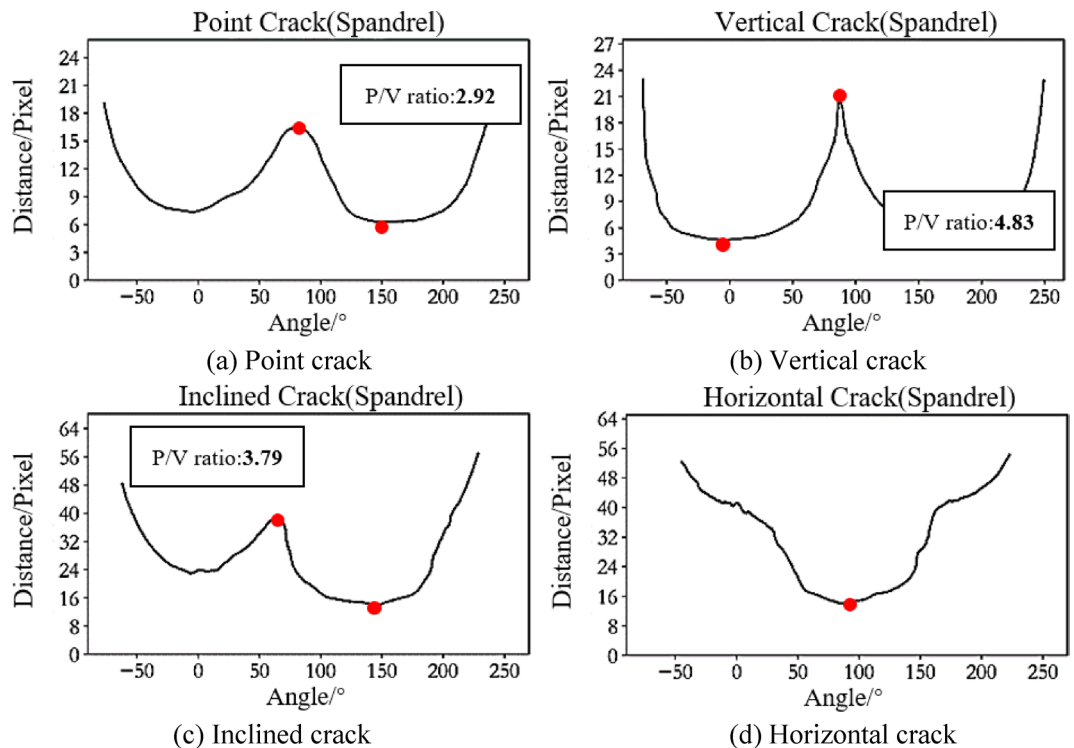 Point Crack(Spandrel)
Distance/Pixel
24
21
18
15
12
9
6
3
0
P/V ratio:2.92
−50 0 50 100 150 200 250
Angle/°
(a) Point crack
Vertical Crack(Spandrel)
Distance/Pixel
27
24
21
18
15
12
9
6
3
0
P/V ratio:4.83
−50 0 50 100 150 200 250
Angle/°
(b) Vertical crack
Inclined Crack(Spandrel)
Distance/Pixel
64
56
48
40
32
24
16
8
0
P/V ratio:3.79
−50 0 50 100 150 200 250
Angle/°
(c) Inclined crack
Horizontal Crack(Spandrel)
Distance/Pixel
64
56
48
40
32
24
16
8
0
−50 0 50 100 150 200 250
Angle/°
(d) Horizontal crack